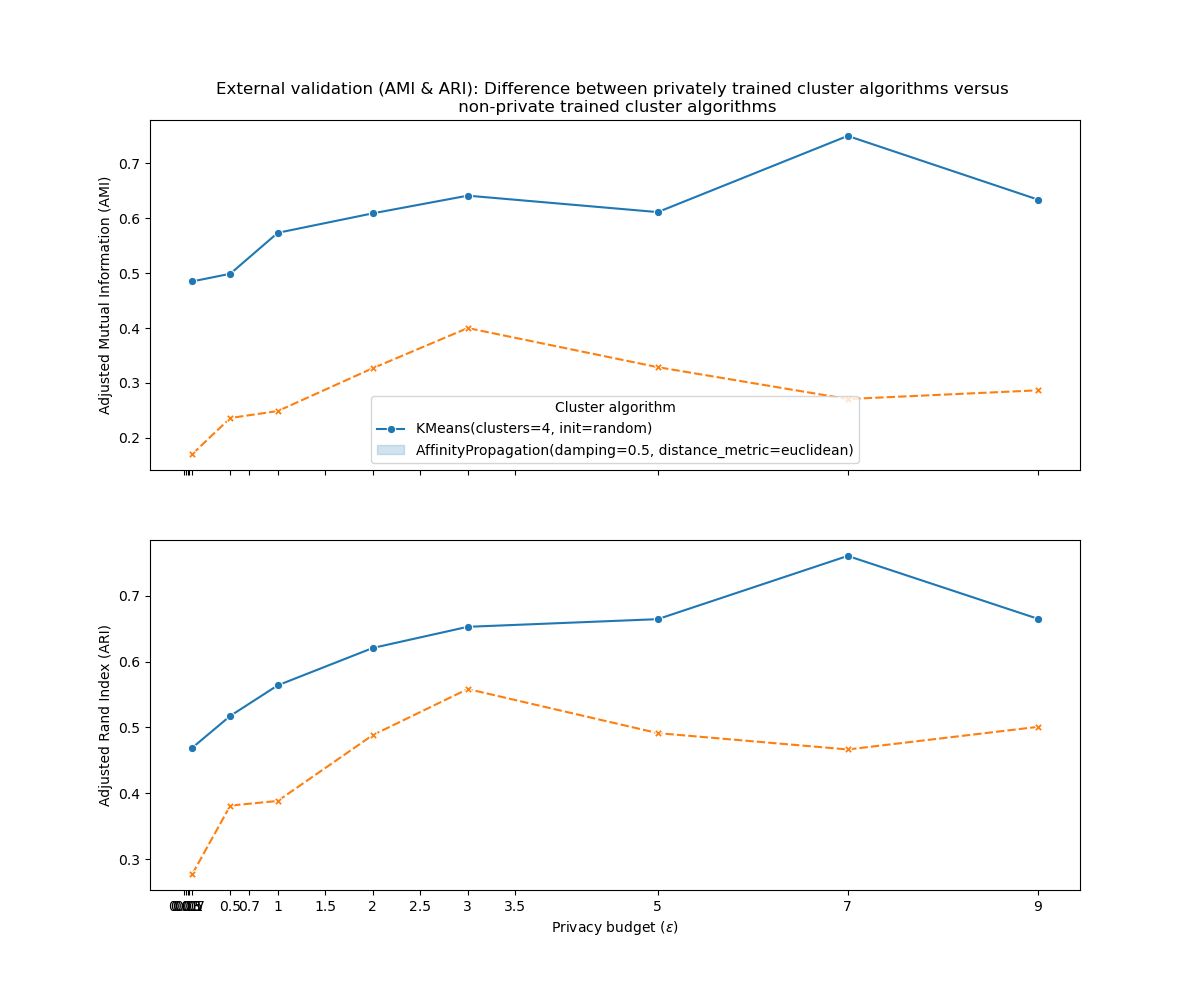 External validation (AMI & ARI): Difference between privately trained cluster algorithms versus
non-private trained cluster algorithms
0.7
0.6
0.5
0.4
0.3
0.2
Adjusted Mutual Information (AMI)
Cluster algorithm
KMeans(clusters=4, init=random)
AffinityPropagation(damping=0.5, distance_metric=euclidean)
0.7
0.6
0.5
0.4
0.3
Adjusted Rand Index (ARI)
0.5 0.7 1 1.5 2 2.5 3 3.5 5 7 9
Privacy budget (ε)